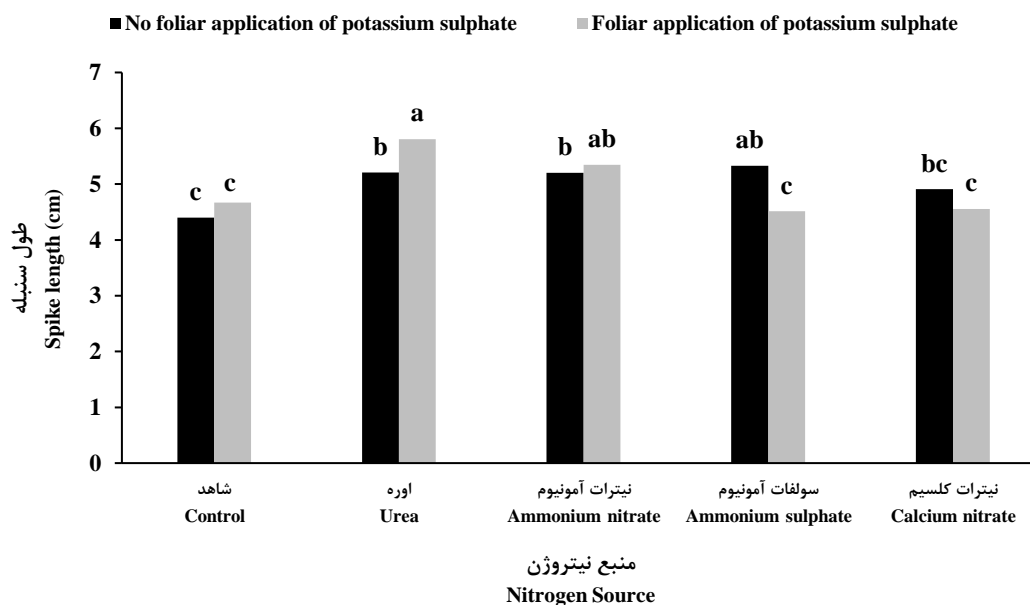 No foliar application of potassium sulphate
Foliar application of potassium sulphate
7
6
5
4
3
2
1
0
طول سنبله
Spike length (cm)
c
c
b
a
b
ab
ab
c
bc
c
شاهد
Control
اوره
Urea
نیترات آمونیوم
Ammonium nitrate
سولفات آمونیوم
Ammonium sulphate
نیترات کلسیم
Calcium nitrate
منبع نیتروژن
Nitrogen Source